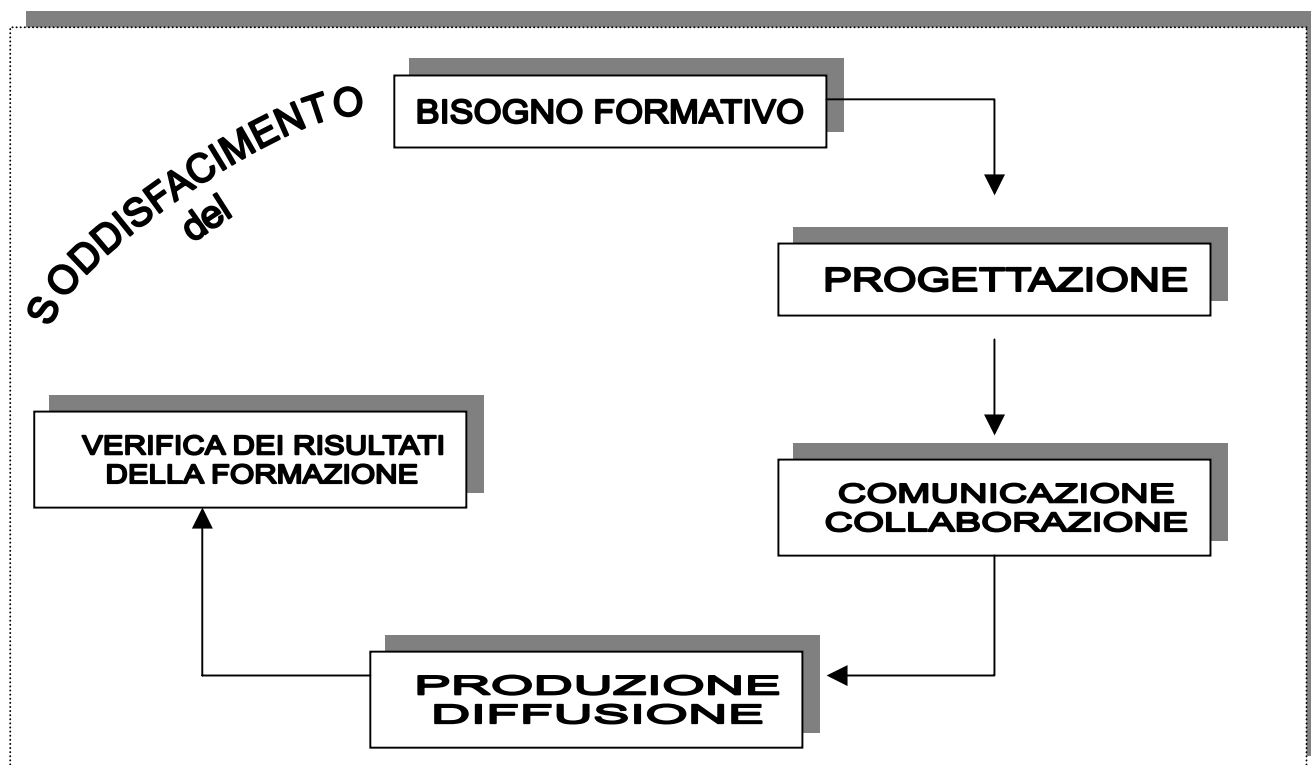 SODDISFACIMENTO
del
BISOGNO FORMATIVO
PROGETTAZIONE
COMUNICAZIONE
COLLABORAZIONE
PRODUZIONE
DIFFUSIONE
VERIFICA DEI RISULTATI
DELLA FORMAZIONE